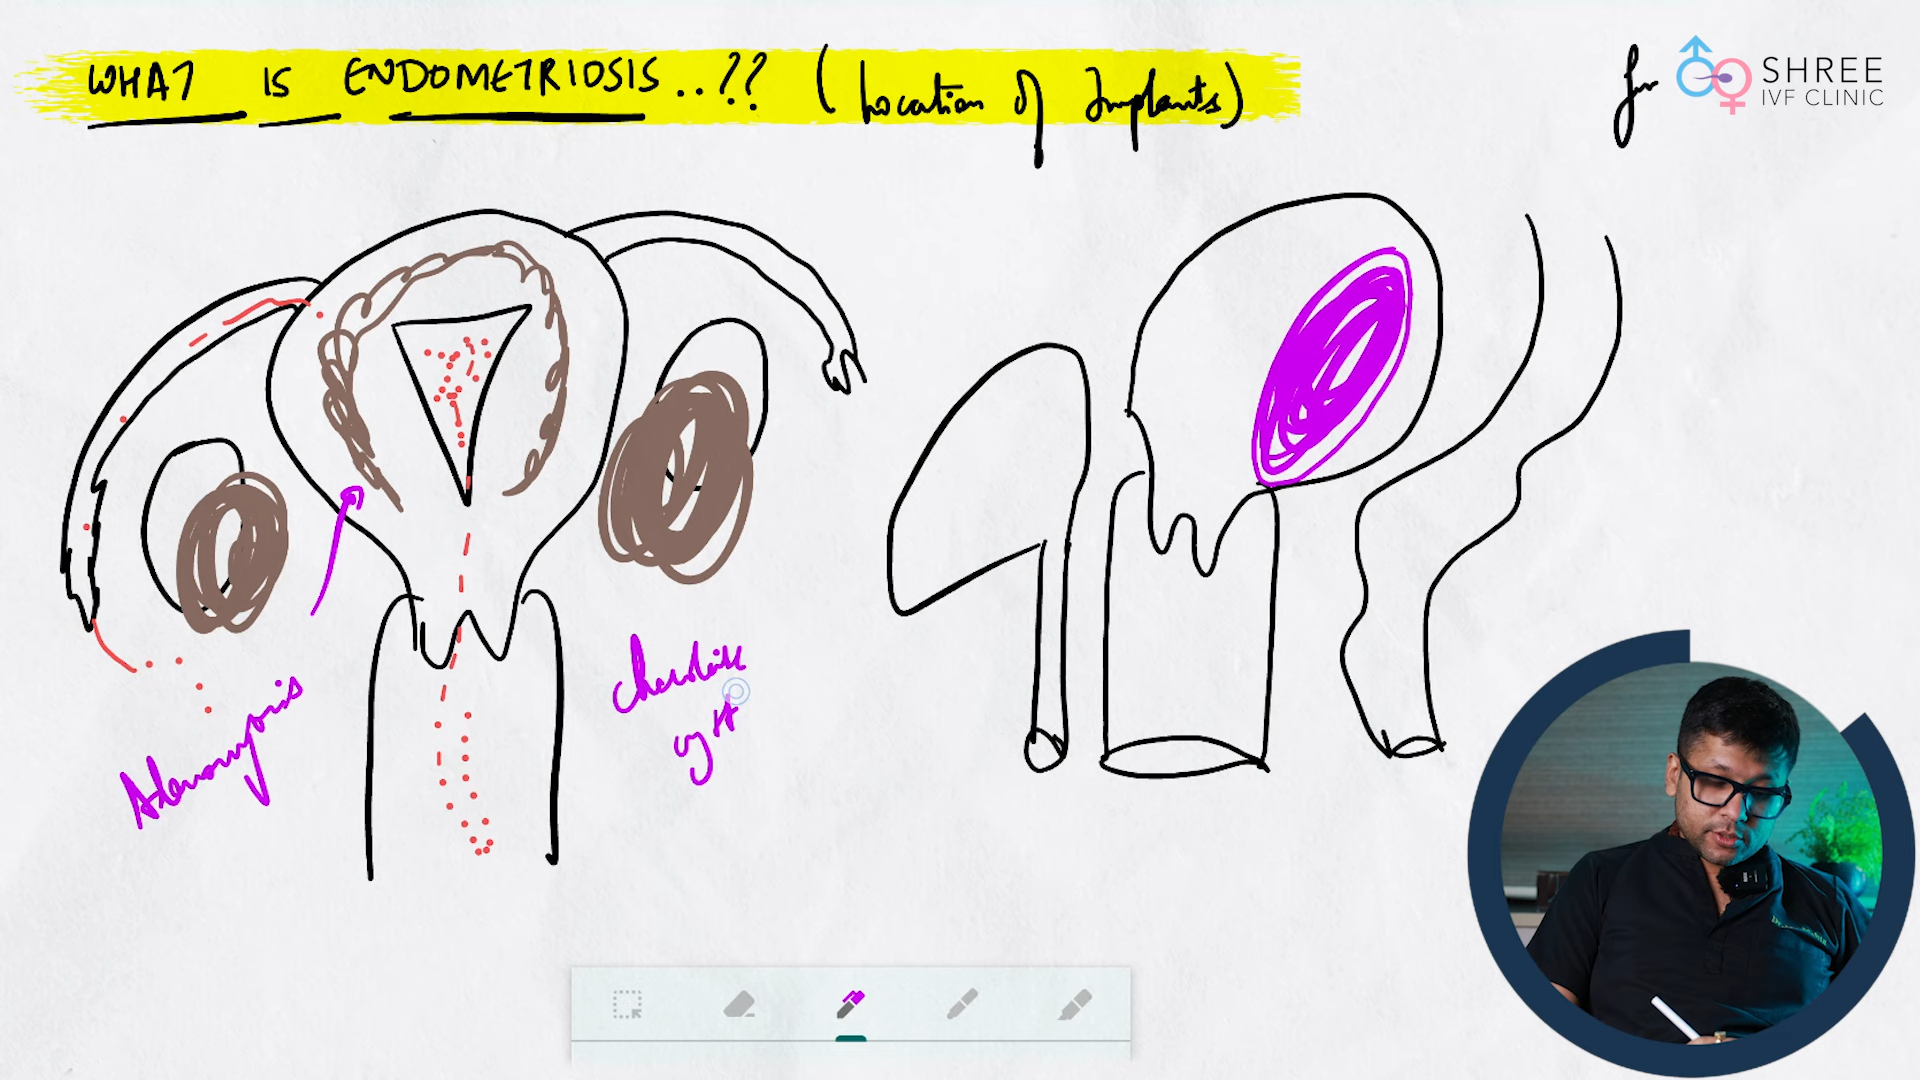 WHAT IS ENDOMETRIOSIS..?? (Location of Implants)
SHREE
IVF CLINIC
Adenomyosis
Chocolate
cyst